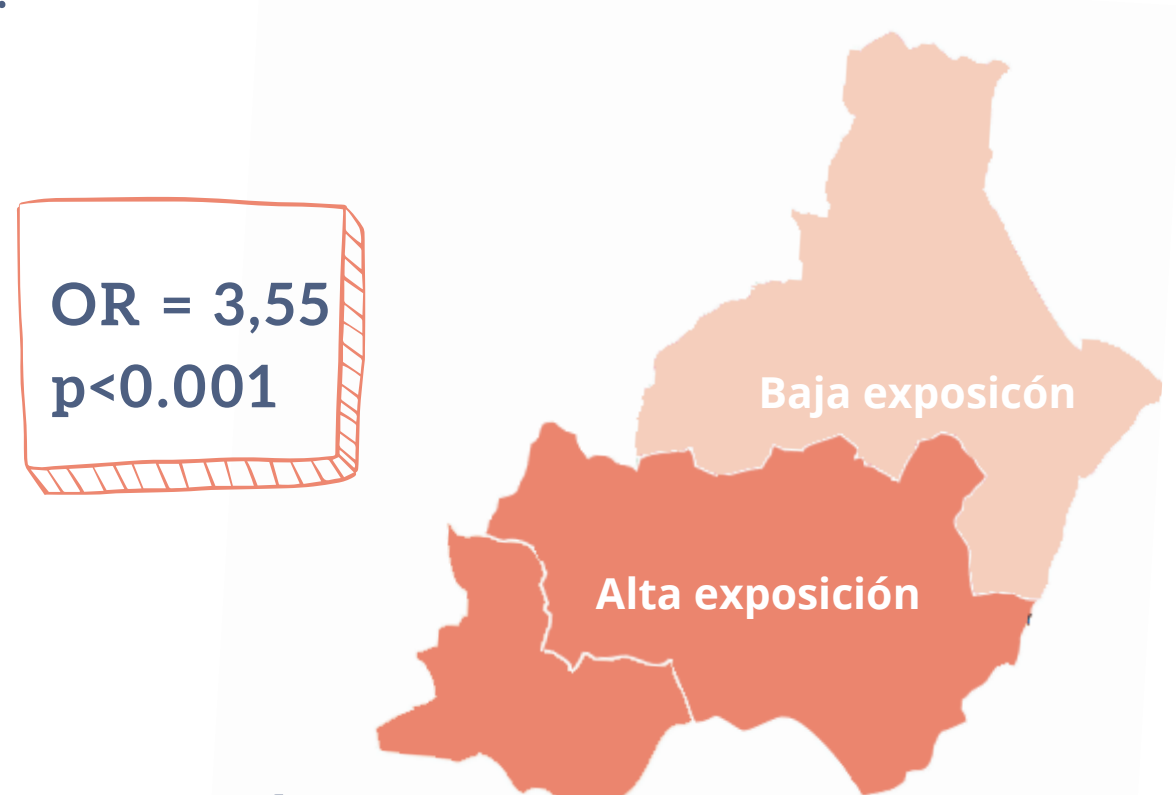 OR = 3,55
p<0.001
Baja exposicón
Alta exposición